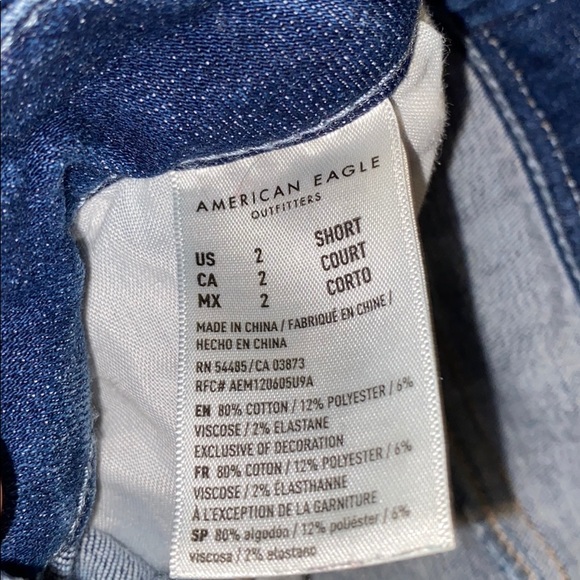 AMERICAN EAGLE
OUTFITTERS
US 2 SHORT
CA 2 COURT
MX 2 CORTO
MADE IN CHINA / FABRIQUÉ EN CHINE /
HECHO EN CHINA
RN 54485/CA 03873
RFC# AEM120605U9A
EN 80% COTTON / 12% POLYESTER / 6%
VISCOSE / 2% ELASTANE
EXCLUSIVE OF DECORATION
FR 80% COTON / 12% POLYESTER / 6%
VISCOSE / 2% ÉLASTHANNE
À L'EXCEPTION DE LA GARNITURE
SP 80% algodón / 12% poliéster / 6%
viscosa / 2% elastano